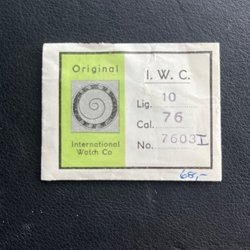 Original
International
Watch Co
I. W. C.
Lig. 10
Cal. 76
No. 7603 I
68,-